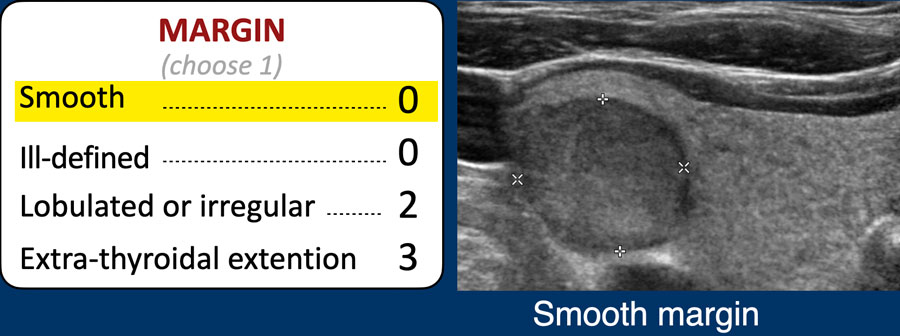 MARGIN
(choose 1)
Smooth ........................................ 0
Ill-defined ........................................ 0
Lobulated or irregular .......... 2
Extra-thyroidal extention 3
Smooth margin